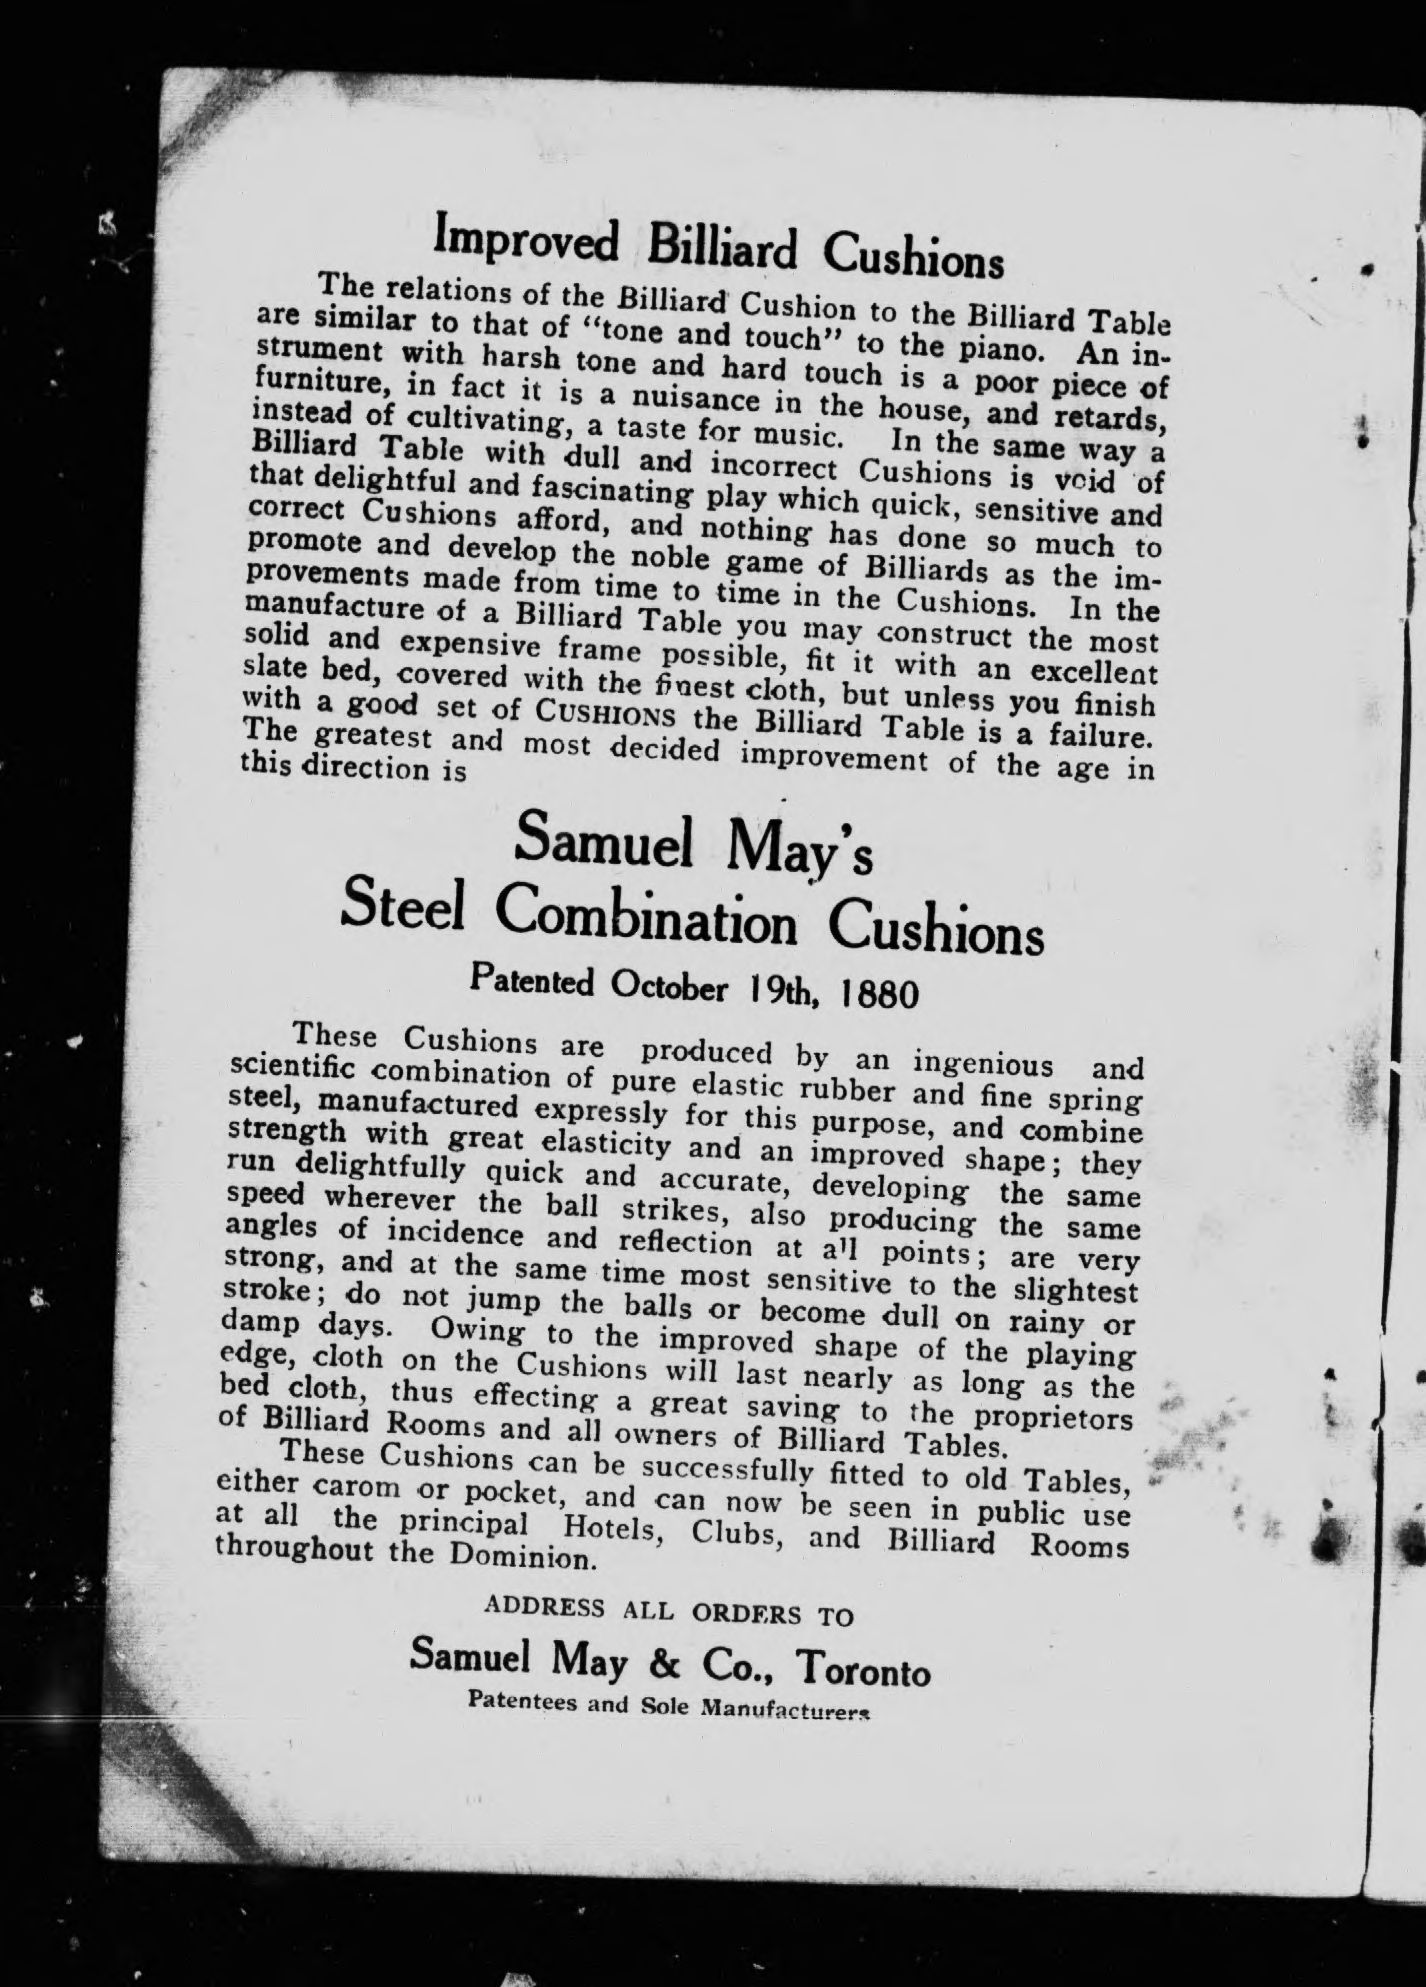 Improved Billiard Cushions
The relations of the Billiard Cushion to the Billiard Table
are similar to that of “tone and touch” to the piano. An in-
strument with harsh tone and hard touch is a poor piece of
furniture, in fact it is a nuisance in the house, and retards,
instead of cultivating, a taste for music. In the same way a
Billiard Table with dull and incorrect Cushions is void of
that delightful and fascinating play which quick, sensitive and
correct Cushions afford, and nothing has done so much to
promote and develop the noble game of Billiards as the im-
provements made from time to time in the Cushions. In the
manufacture of a Billiard Table you may construct the most
solid and expensive frame possible, fit it with an excellent
slate bed, covered with the finest cloth, but unless you finish
with a good set of CUSHIONS the Billiard Table is a failure.
The greatest and most decided improvement of the age in
this direction is
Samuel May's
Steel Combination Cushions
Patented October 19th, 1880
These Cushions are produced by an ingenious and
scientific combination of pure elastic rubber and fine spring
steel, manufactured expressly for this purpose, and combine
strength with great elasticity and an improved shape; they
run delightfully quick and accurate, developing the same
speed wherever the ball strikes, also producing the same
angles of incidence and reflection at all points; are very
strong, and at the same time most sensitive to the slightest
stroke; do not jump the balls or become dull on rainy or
damp days. Owing to the improved shape of the playing
edge, cloth on the Cushions will last nearly as long as the
bed cloth, thus effecting a great saving to the proprietors
of Billiard Rooms and all owners of Billiard Tables.
These Cushions can be successfully fitted to old Tables,
either carom or pocket, and can now be seen in public use
at all the principal Hotels, Clubs, and Billiard Rooms
throughout the Dominion.
ADDRESS ALL ORDERS TO
Samuel May & Co., Toronto
Patentees and Sole Manufacturers